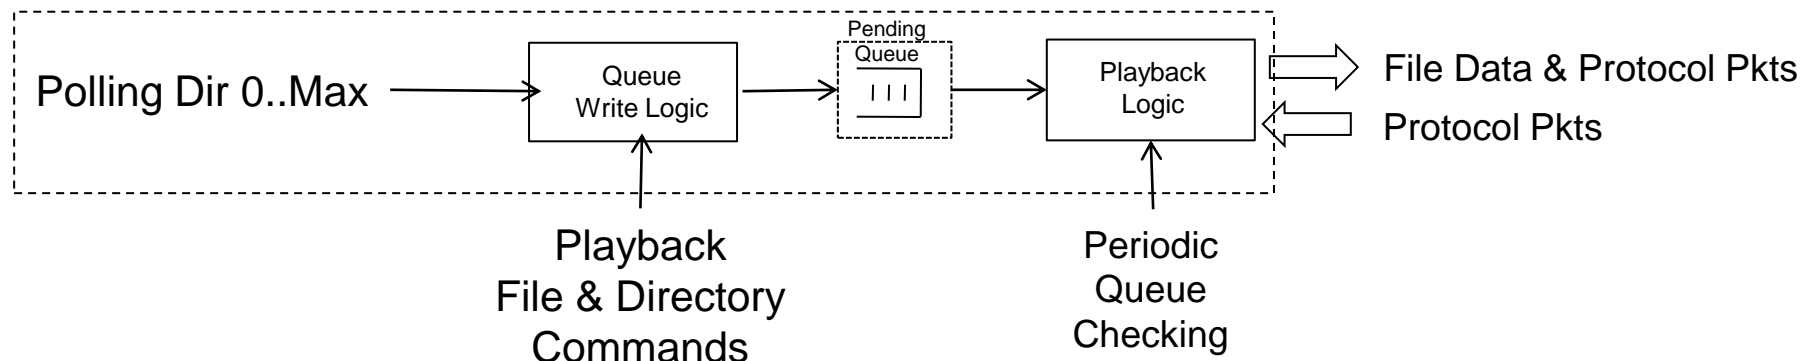 Polling Dir 0..Max
Queue
Write Logic
Pending
Queue
Playback
Logic
File Data & Protocol Pkts
Protocol Pkts
Playback
File & Directory
Commands
Periodic
Queue
Checking